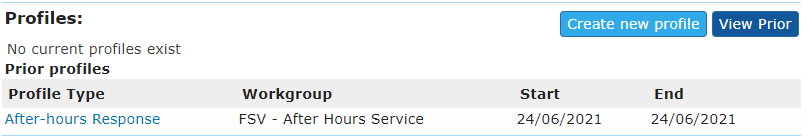 Profiles:
Create new profile View Prior
No current profiles exist
Prior profiles
Profile Type Workgroup Start End
After-hours Response FSV - After Hours Service 24/06/2021 24/06/2021